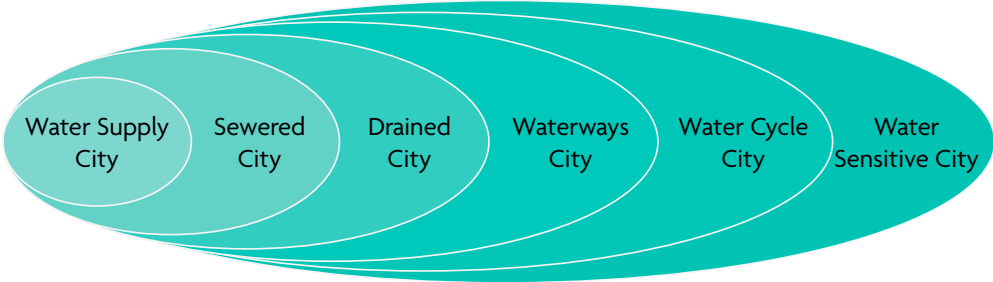 Water Supply
City
Sewered
City
Drained
City
Waterways
City
Water Cycle
City
Water
Sensitive City